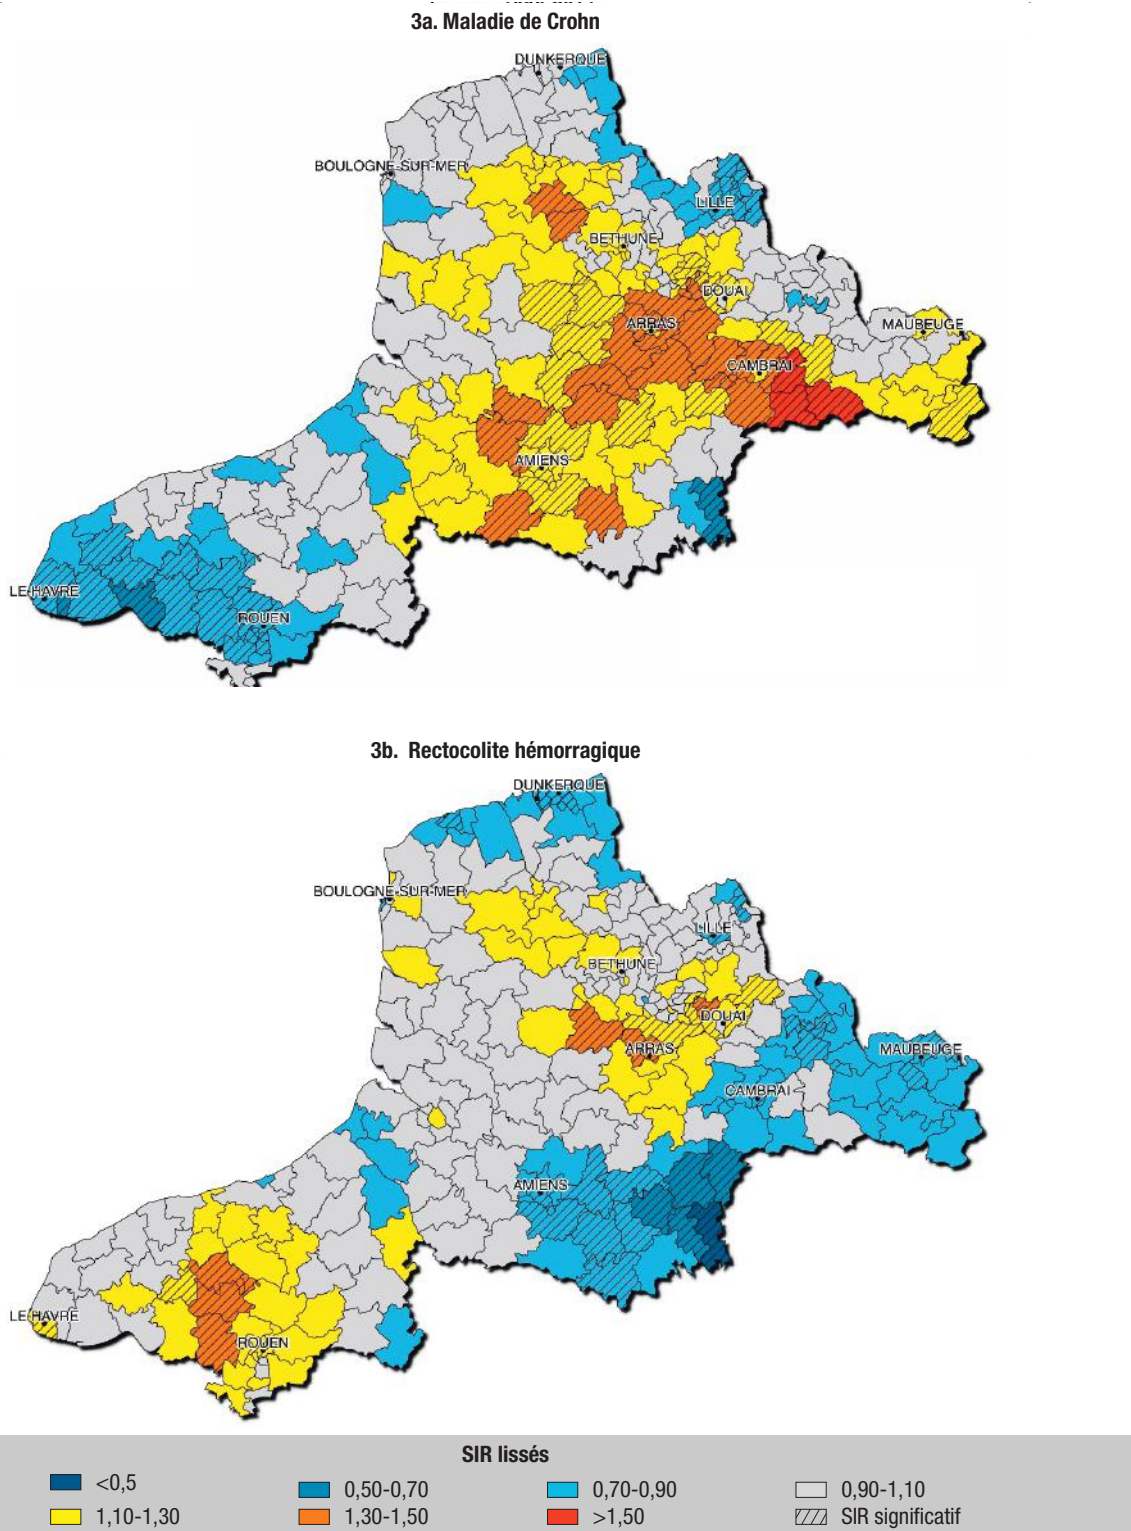 3a. Maladie de Crohn
DUNKERQUE
BOULOGNE-SUR-MER
LILLE
BETHUNE
DOUAI
ARRAS
MAUBEUGE
CAMBRAI
AMIENS
LE HAVRE
ROUEN
3b. Rectocolite hémorragique
DUNKERQUE
BOULOGNE-SUR-MER
LILLE
BETHUNE
DOUAI
ARRAS
MAUBEUGE
CAMBRAI
AMIENS
LE HAVRE
ROUEN
SIR lissés
<0,5
0,50-0,70
0,70-0,90
0,90-1,10
1,10-1,30
1,30-1,50
>1,50
SIR significatif